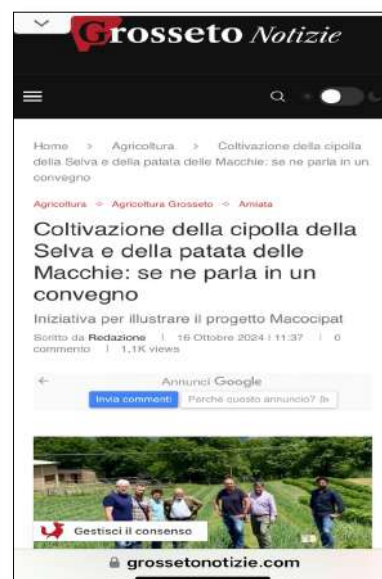 Grosseto Notizie
Home > Agricoltura > Coltivazione della cipolla
della Selva e della patata delle Macchie: se ne parla in un
convegno
Agricoltura ⟡ Agricoltura Grosseto ⟡ Amiata
Coltivazione della cipolla della
Selva e della patata delle
Macchie: se ne parla in un
convegno
Iniziativa per illustrare il progetto Macocipat
Scritto da Redazione | 16 Ottobre 2024 | 11:37 | 0
commento | 1,1K views
Annunci Google
Invia commenti Perché questo annuncio?
Gestisci il consenso
grossetonotizie.com